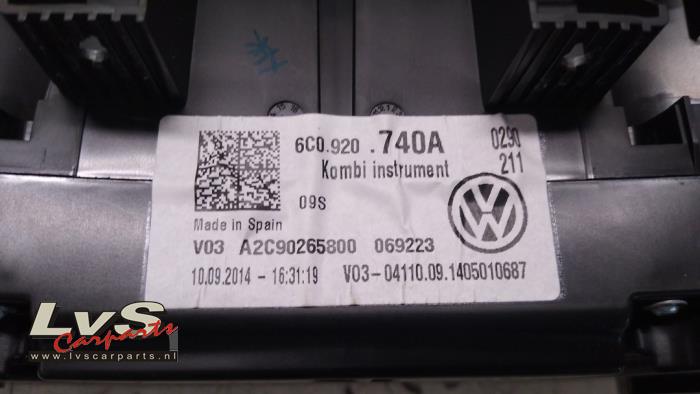 6C0.920 .740A 0290
Kombi instrument 211
09S
Made in Spain
V03 A2C90265800 069223
10.09.2014 - 16:31:19 V03-04110.09.1405010687
LvS
Carparts
www.lvscarparts.nl